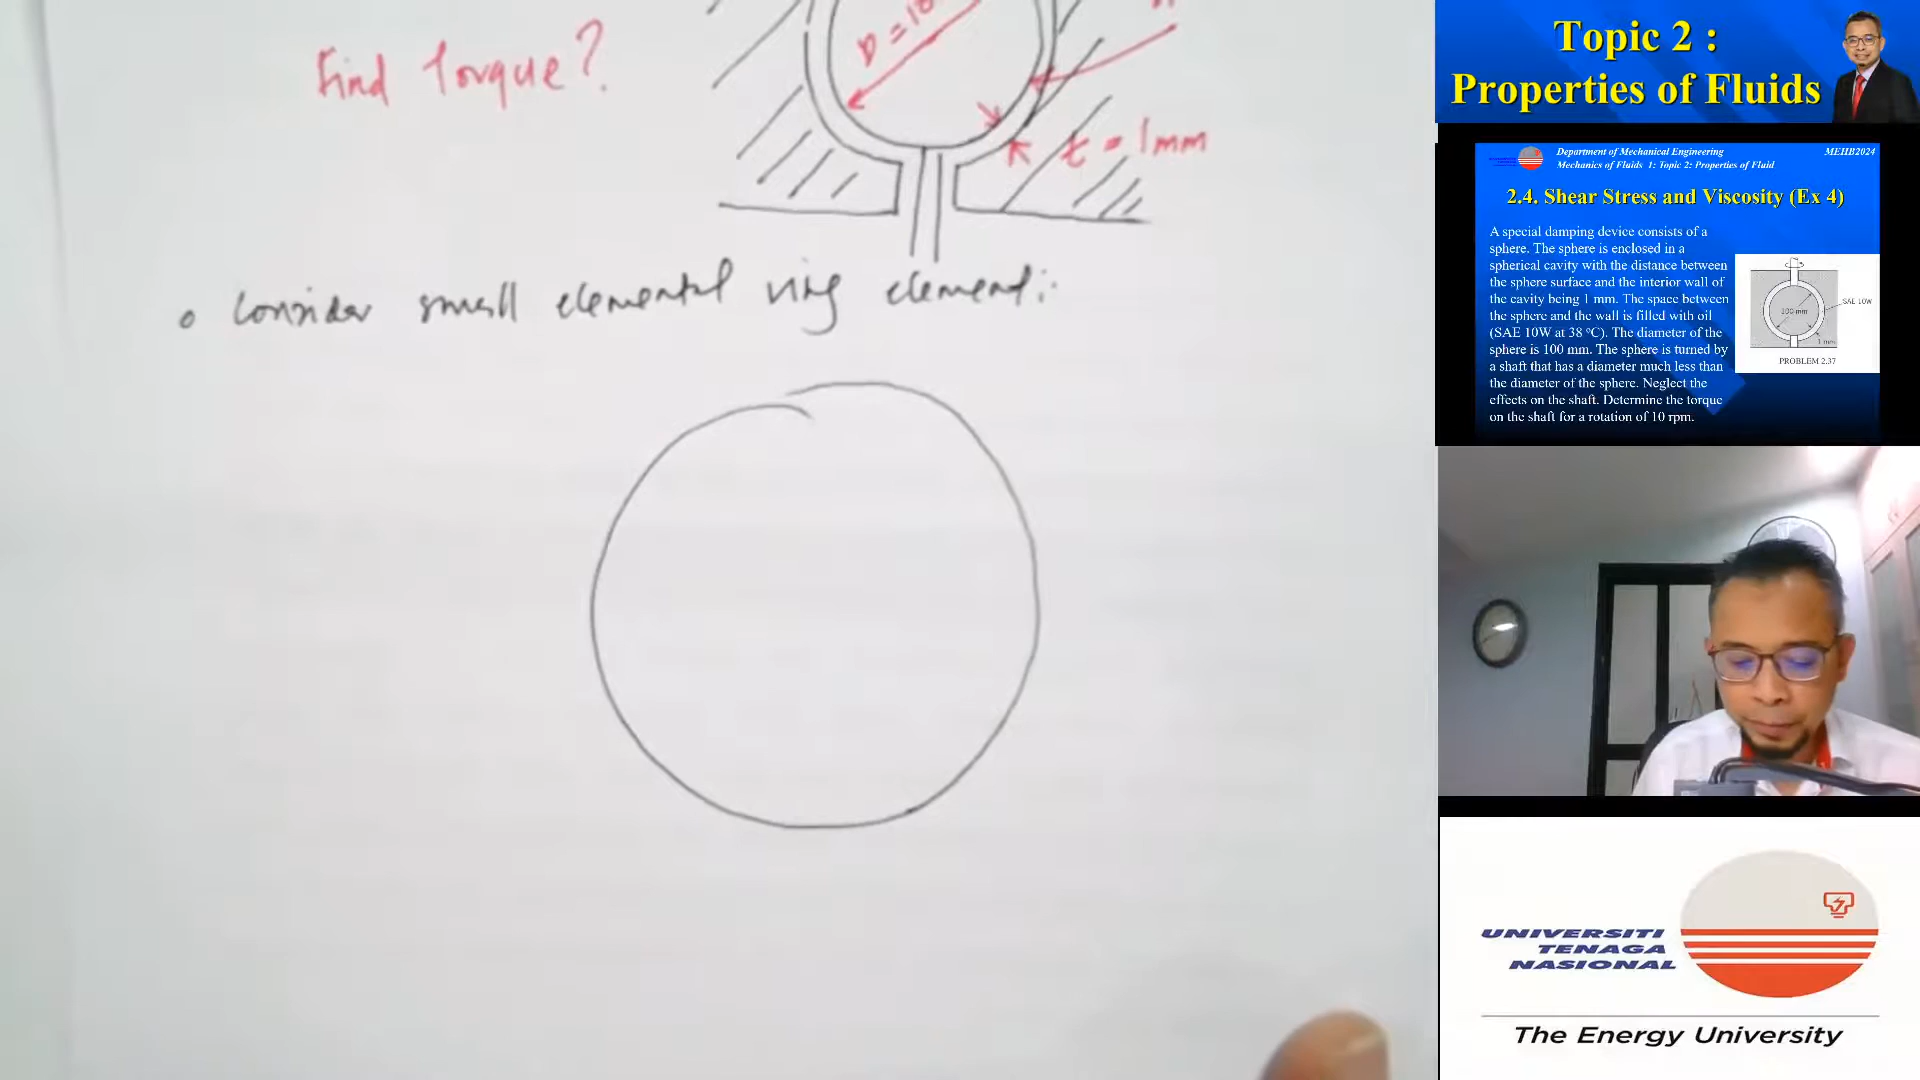 Find Torque?
D = 10
t = 1mm
• Consider small elemental ring element:
Topic 2 :
Properties of Fluids
Department of Mechanical Engineering
MEHB2024
Mechanics of Fluids 1: Topic 2: Properties of Fluid
2.4. Shear Stress and Viscosity (Ex 4)
A special damping device consists of a
sphere. The sphere is enclosed in a
spherical cavity with the distance between
the sphere surface and the interior wall of
the cavity being 1 mm. The space between
the sphere and the wall is filled with oil
(SAE 10W at 38 °C). The diameter of the
sphere is 100 mm. The sphere is turned by
a shaft that has a diameter much less than
the diameter of the sphere. Neglect the
effects on the shaft. Determine the torque
on the shaft for a rotation of 10 rpm.
SAE 10W
100 mm
1 mm
PROBLEM 2.37
UNIVERSITI
TENAGA
NASIONAL
The Energy University